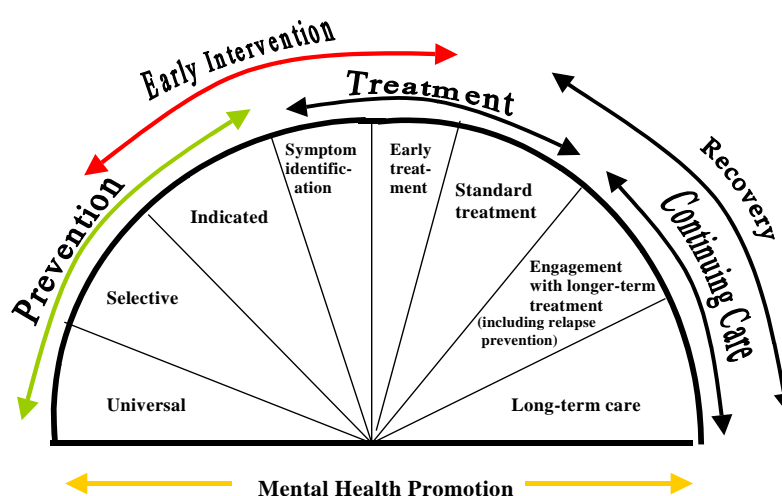 Early Intervention
Treatment
Recovery
Prevention
Continuing Care
Symptom
identific-
ation
Early
treat-
ment
Indicated
Standard
treatment
Selective
Engagement
with longer-term
treatment
(including relapse
prevention)
Universal
Long-term care
Mental Health Promotion